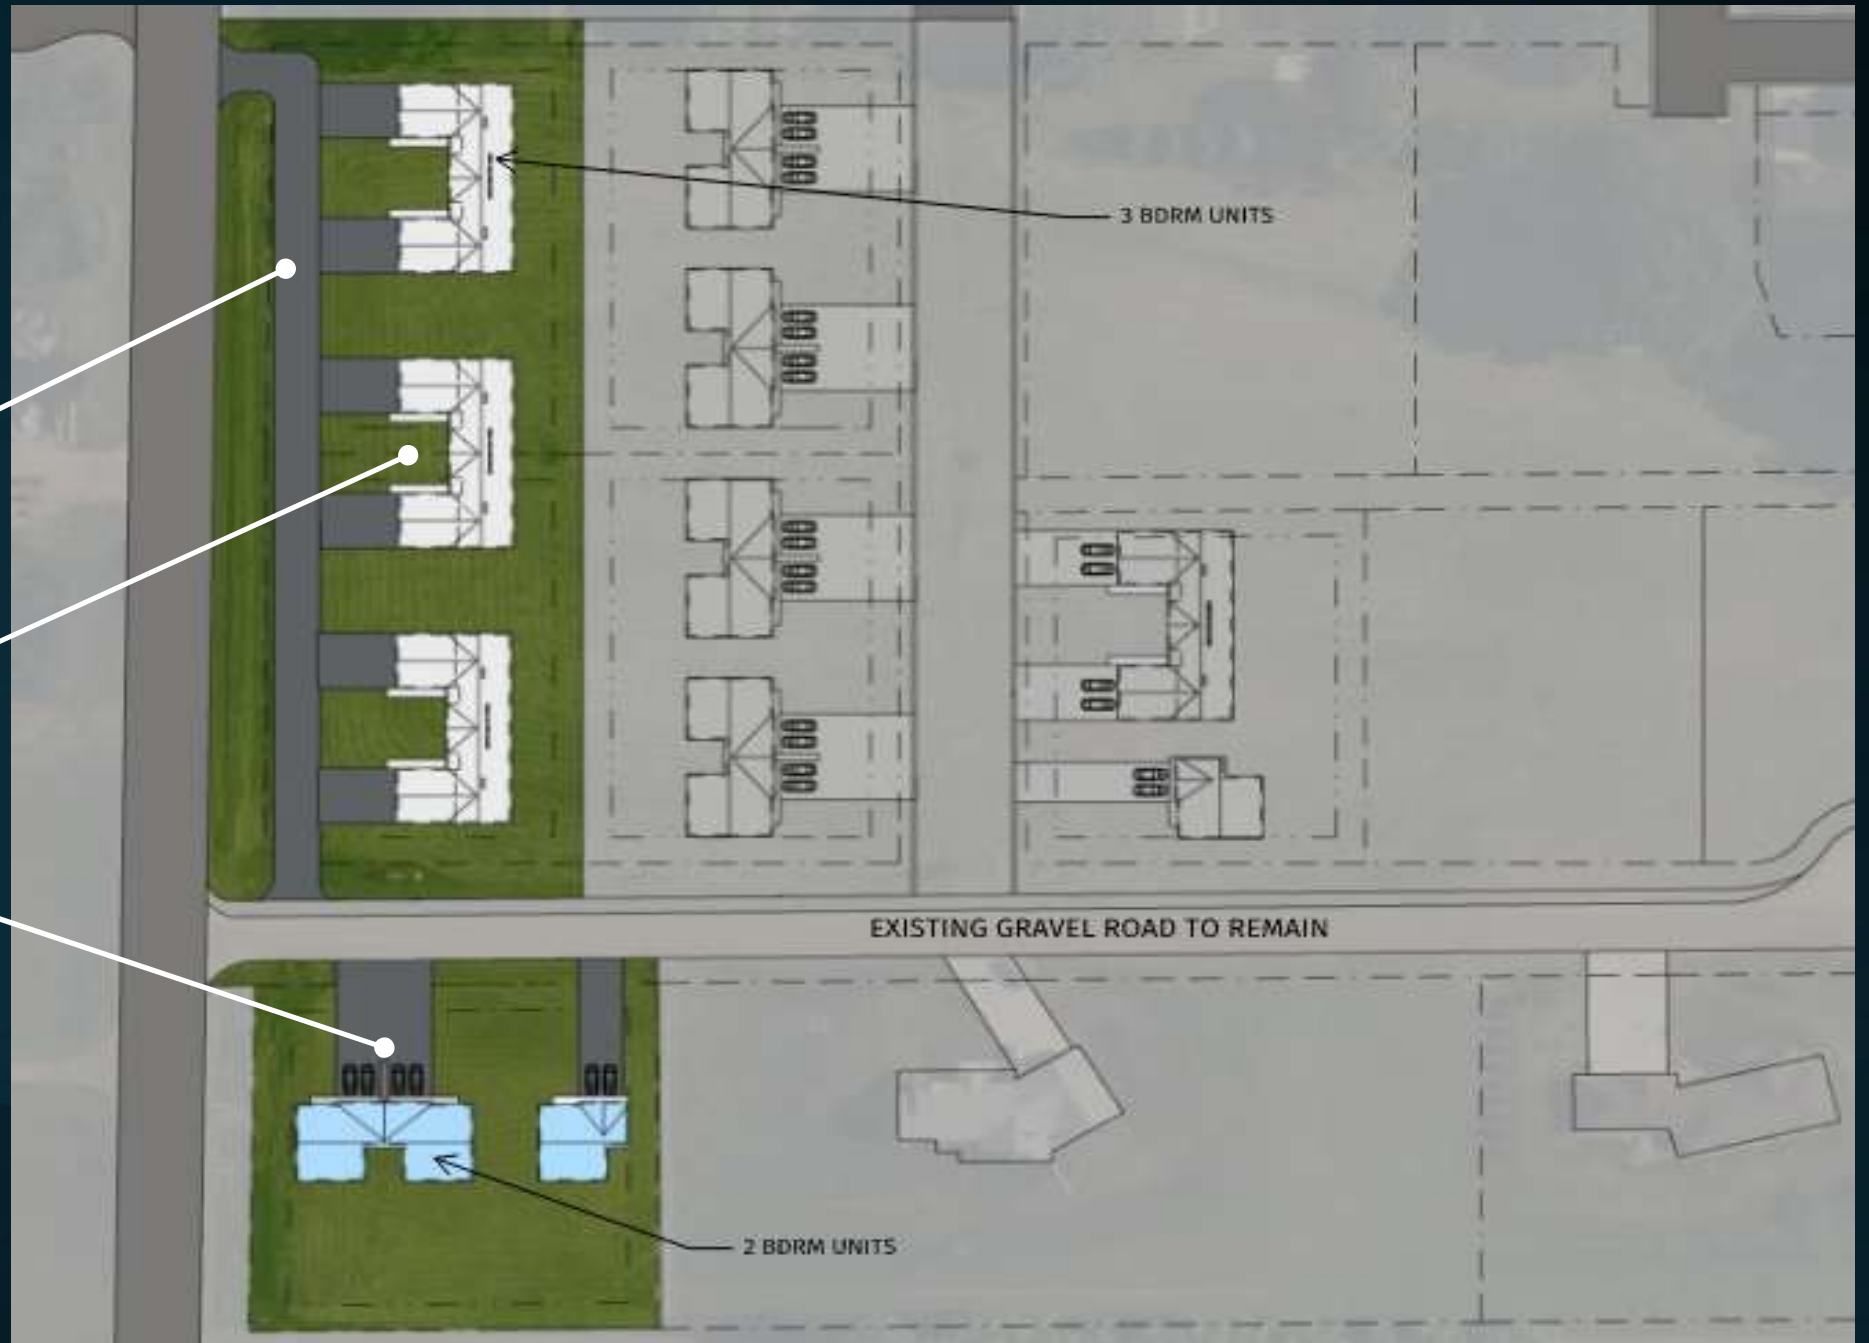 3 BDRM UNITS
EXISTING GRAVEL ROAD TO REMAIN
2 BDRM UNITS